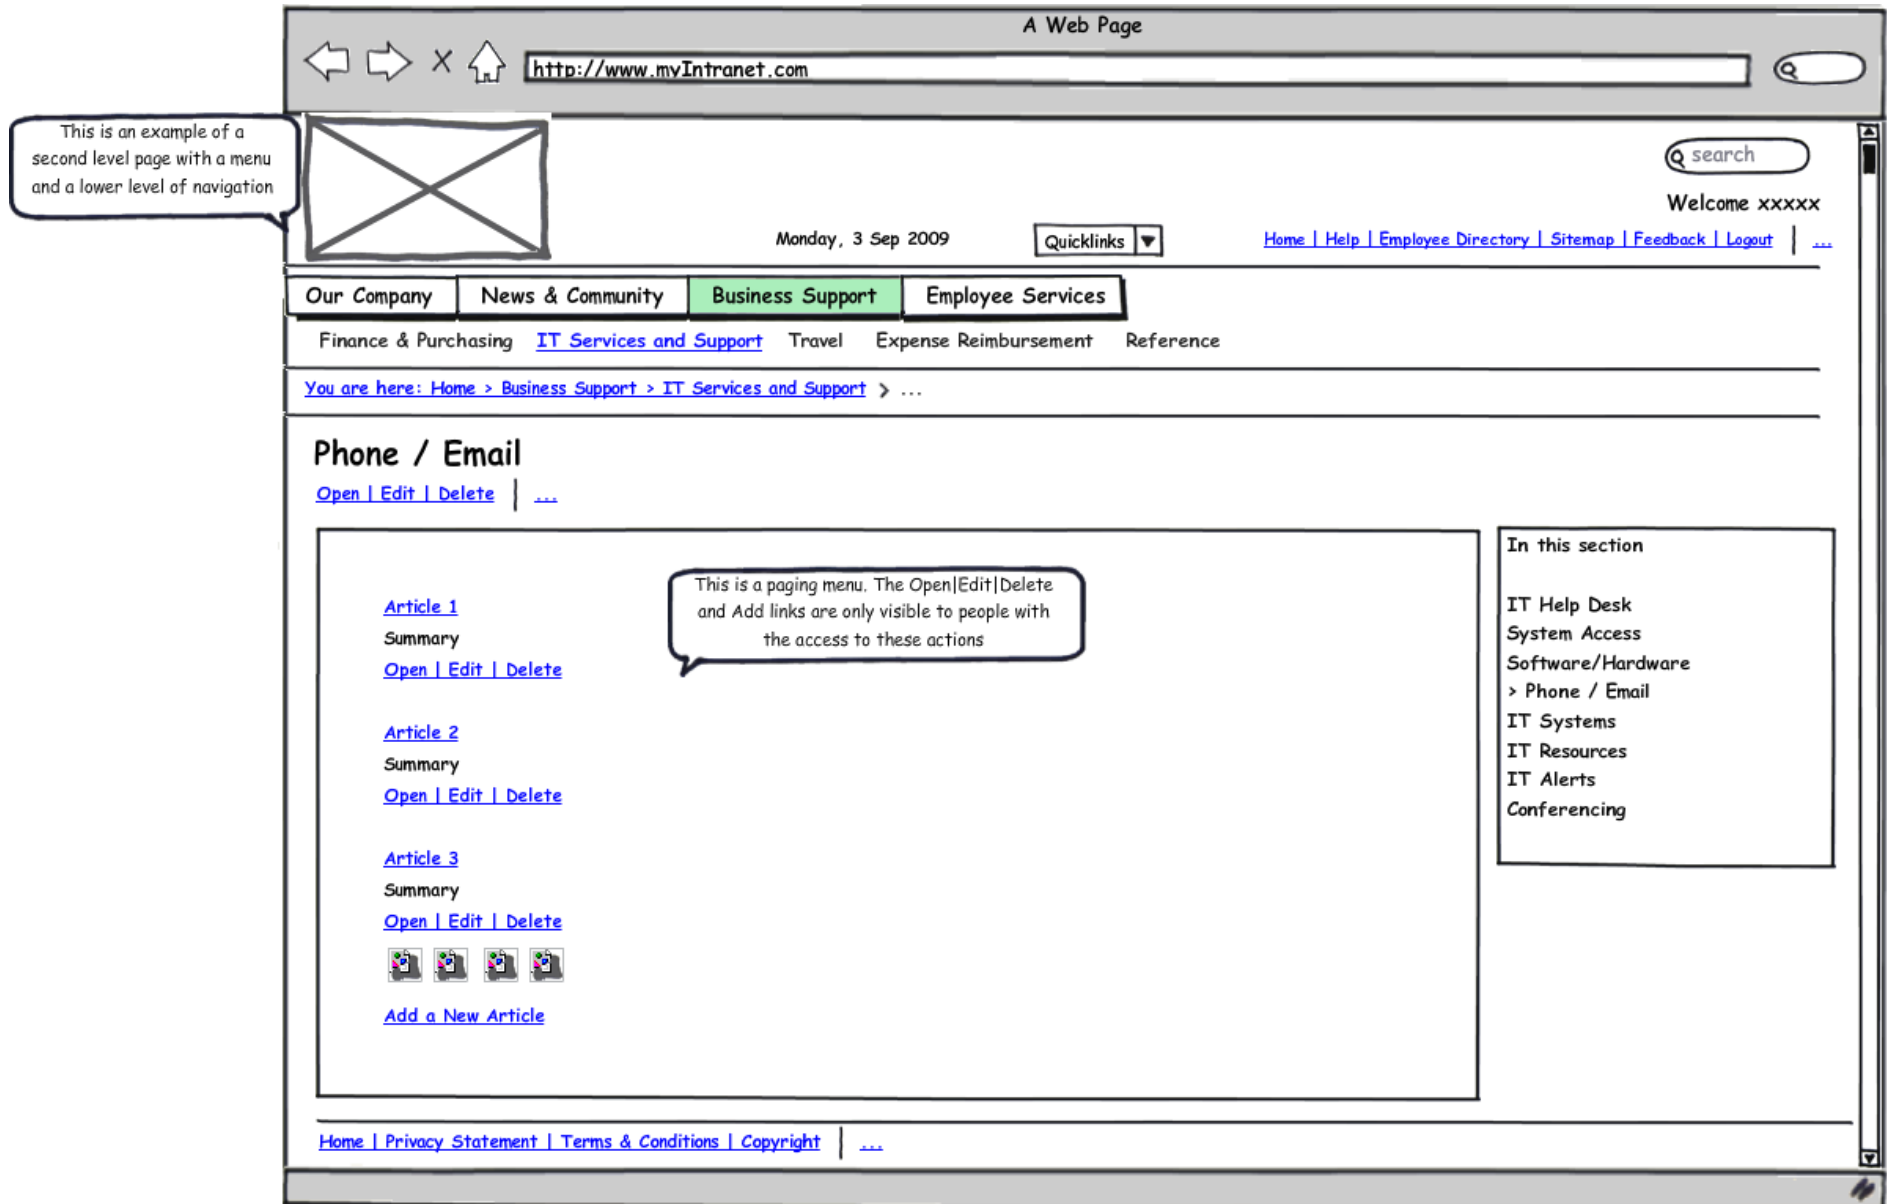 A Web Page
http://www.myIntranet.com
This is an example of a
second level page with a menu
and a lower level of navigation
search
Welcome xxxxx
Monday, 3 Sep 2009
Quicklinks
Home | Help | Employee Directory | Sitemap | Feedback | Logout | ...
Our Company
News & Community
Business Support
Employee Services
Finance & Purchasing IT Services and Support Travel Expense Reimbursement Reference
You are here: Home > Business Support > IT Services and Support > ...
Phone / Email
Open | Edit | Delete | ...
This is a paging menu. The Open|Edit|Delete
and Add links are only visible to people with
the access to these actions
Article 1
Summary
Open | Edit | Delete
Article 2
Summary
Open | Edit | Delete
Article 3
Summary
Open | Edit | Delete
Add a New Article
In this section
IT Help Desk
System Access
Software/Hardware
> Phone / Email
IT Systems
IT Resources
IT Alerts
Conferencing
Home | Privacy Statement | Terms & Conditions | Copyright | ...